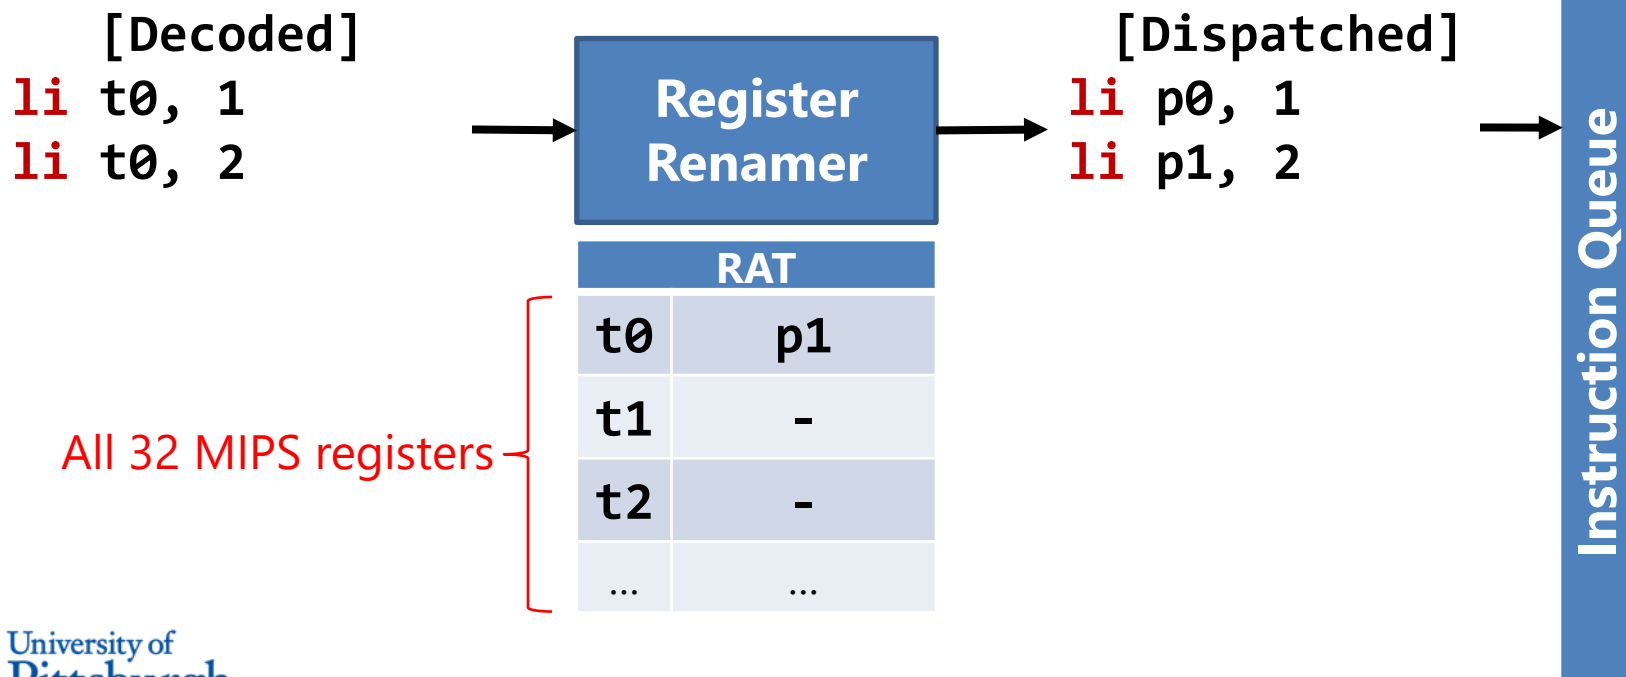 [Decoded]
li t0, 1
li t0, 2
Register
Renamer
[Dispatched]
li p0, 1
li p1, 2
Instruction Queue
RAT
t0 p1
t1 -
t2 -
... ...
All 32 MIPS registers
University of
Pittsburgh